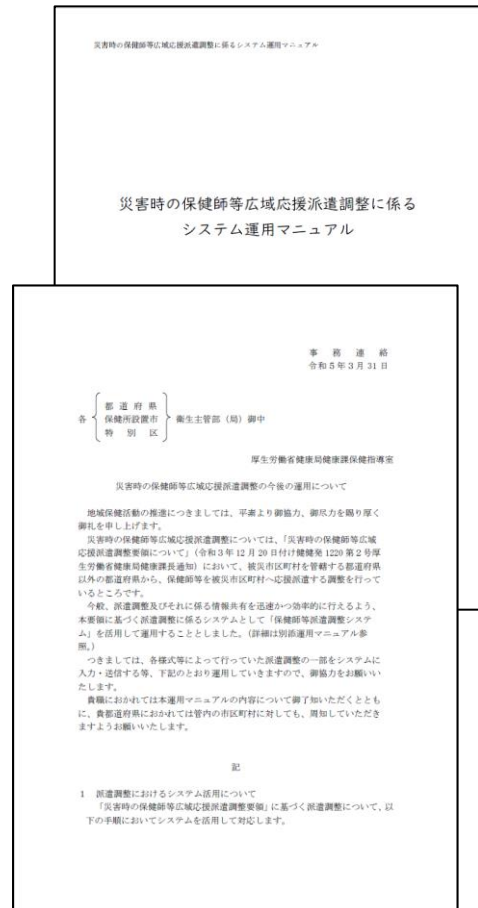 災害時の保健師等広域応援派遣調整に係るシステム運用マニュアル
災害時の保健師等広域応援派遣調整に係る
システム運用マニュアル
事 務 連 絡
令和5年3月31日
都 道 府 県
各 保健所設置市 衛生主管部(局)御中
特 別 区
厚生労働省健康局健康課保健指導室
災害時の保健師等広域応援派遣調整の今後の運用について
地域保健活動の推進につきましては、平素より御協力、御尽力を賜り厚く
御礼を申し上げます。
災害時の保健師等広域応援派遣調整については、「災害時の保健師等広域
応援派遣調整要領について」(令和3年12月20日付け健健発1220第2号厚
生労働省健康局健康課長通知)において、被災市区町村を管轄する都道府県
以外の都道府県から、保健師等を被災市区町村へ応援派遣する調整を行って
いるところです。
今般、派遣調整及びそれに係る情報共有を迅速かつ効率的に行えるよう、
本要領に基づく派遣調整に係るシステムとして「保健師等派遣調整システ
ム」を活用して運用することとしました。(詳細は別添運用マニュアル参
照。)
つきましては、各様式等によって行っていた派遣調整の一部をシステムに
入力・送信する等、下記のとおり運用していきますので、御協力をお願いい
たします。
貴職におかれては本運用マニュアルの内容について御了知いただくととも
に、貴都道府県におかれては管内の市区町村に対しても、周知していただき
ますようお願いいたします。
記
1 派遣調整におけるシステム活用について
「災害時の保健師等広域応援派遣調整要領」に基づく派遣調整について、以
下の手順においてシステムを活用して対応します。